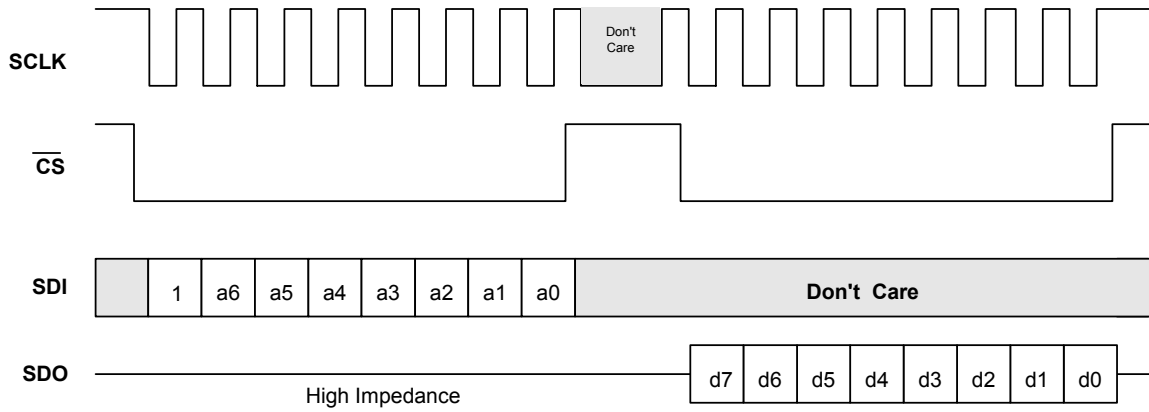 Don't
Care
SCLK
CS
SDI
1 a6 a5 a4 a3 a2 a1 a0 Don't Care
SDO
d7 d6 d5 d4 d3 d2 d1 d0
High Impedance